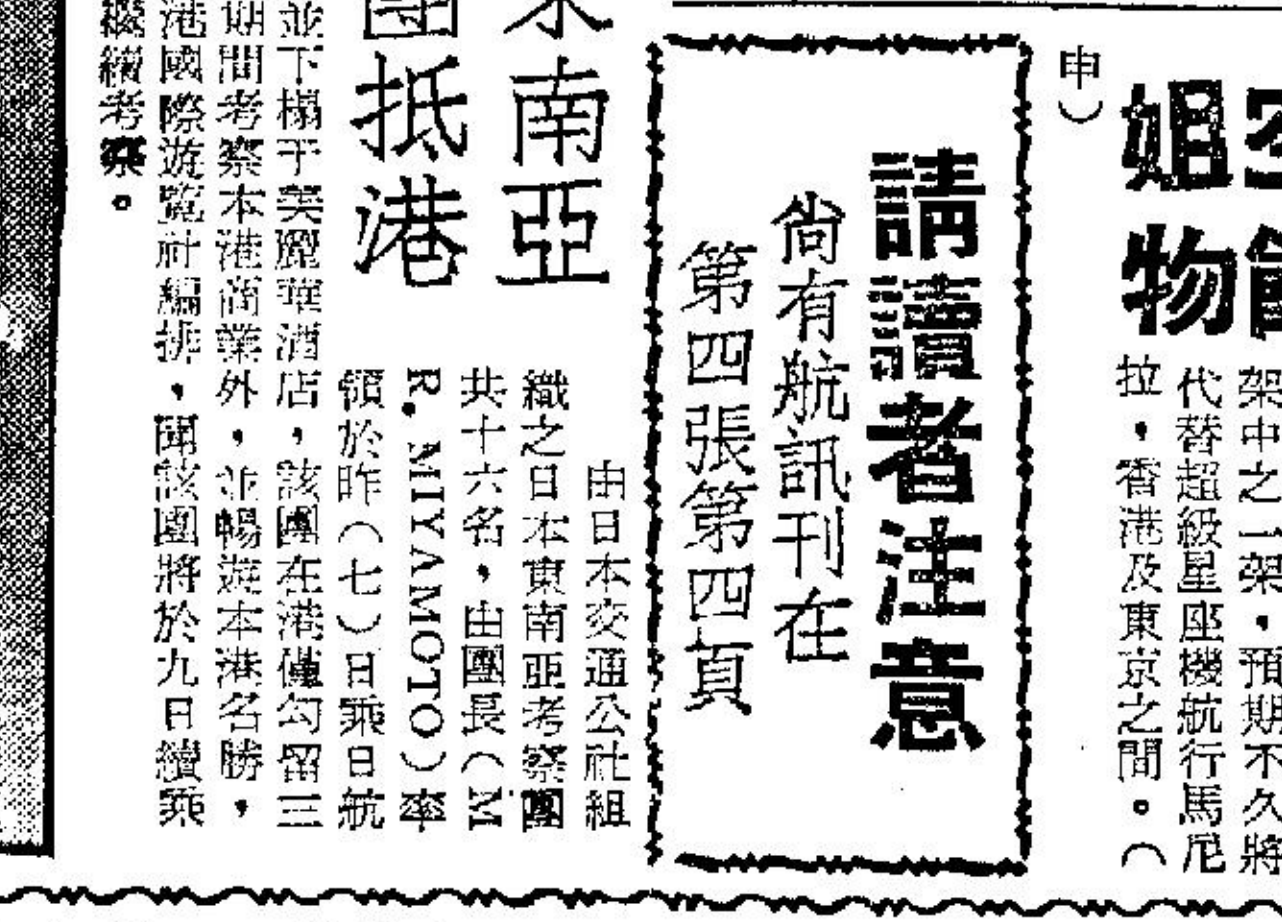 姐
物
架中之一架，預期不久將
代替超級星座機航行馬尼
拉，香港及東京之間。（
申）
請讀者注意
尚有航訊刊在
第四張第四頁
南亞
團抵港
由日本交通公社組
織之日本東南亞考察團
共十六名，由團長（M
R. MIYAMOTO）率
領於昨（七）日乘日航
並下榻于美麗華酒店，該團在港僅勾留三
期間考察本港商業外，並暢遊本港名勝，
港國際遊覽社編排，聞該團將於九日續乘
繼續考察。